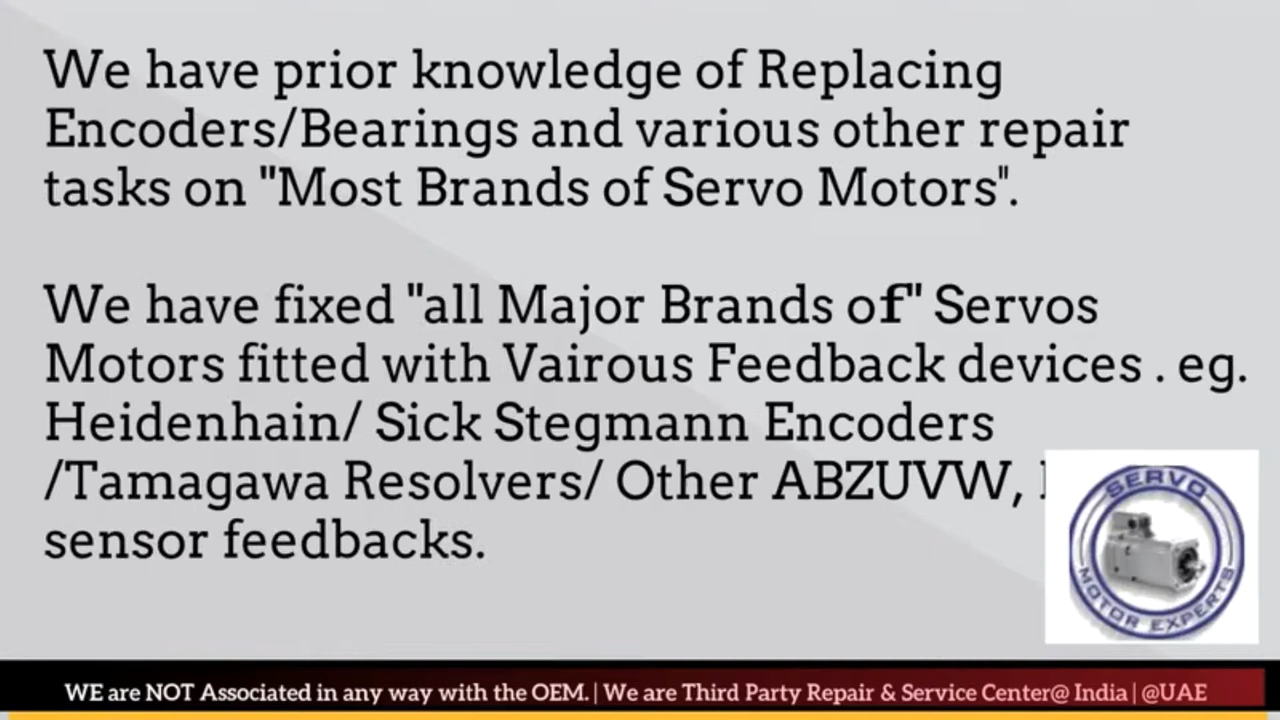 We have prior knowledge of Replacing
Encoders/Bearings and various other repair
tasks on "Most Brands of Servo Motors".
We have fixed "all Major Brands of" Servos
Motors fitted with Vairous Feedback devices . eg.
Heidenhain/ Sick Stegmann Encoders
/Tamagawa Resolvers/ Other ABZUVW,
sensor feedbacks.
SERVO
MOTOR EXPERTS
WE are NOT Associated in any way with the OEM. | We are Third Party Repair & Service Center@ India | @UAE